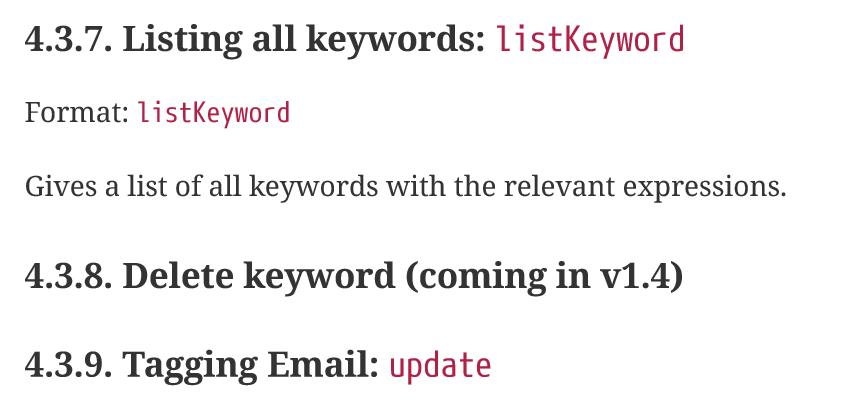 4.3.7. Listing all keywords: listKeyword
Format: listKeyword
Gives a list of all keywords with the relevant expressions.
4.3.8. Delete keyword (coming in v1.4)
4.3.9. Tagging Email: update